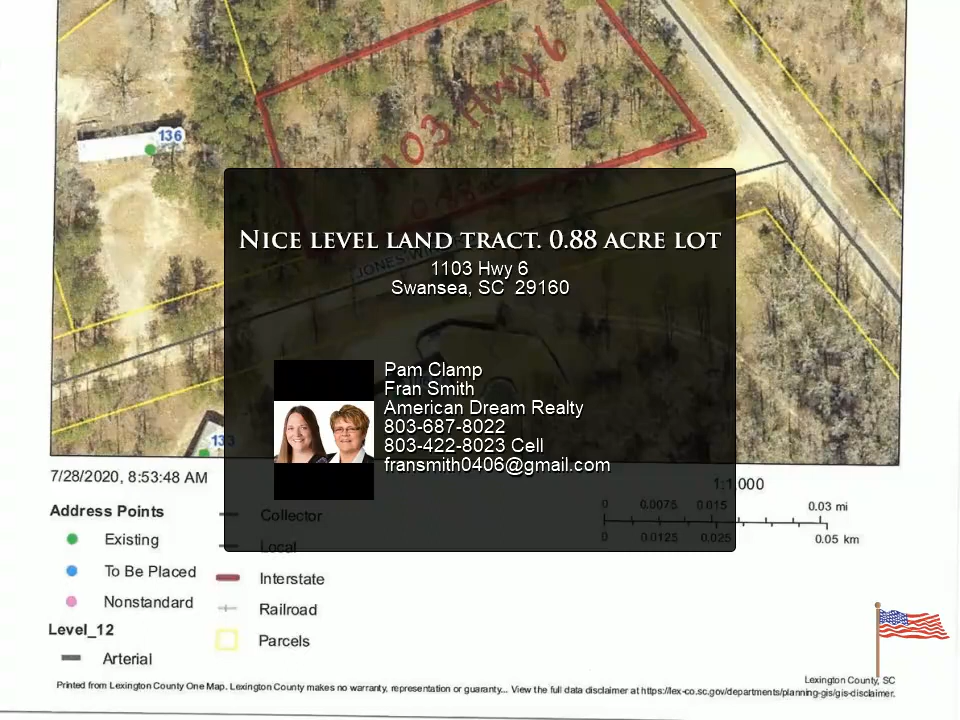 1103 Hwy 6
136
0.88 ac
NICE LEVEL LAND TRACT. 0.88 ACRE LOT
1103 Hwy 6
Swansea, SC 29160
Pam Clamp
Fran Smith
American Dream Realty
803-687-8022
803-422-8023 Cell
fransmith0406@gmail.com
133
7/28/2020, 8:53:48 AM
1:1,000
Address Points
Existing
To Be Placed
Nonstandard
Level_12
Arterial
Collector
Local
Interstate
Railroad
Parcels
0 0.0075 0.015 0.03 mi
0 0.0125 0.025 0.05 km
Lexington County, SC
Printed from Lexington County One Map. Lexington County makes no warranty, representation or guaranty... View the full data disclaimer at https://lex-co.sc.gov/departments/planning-gis/gis-disclaimer.